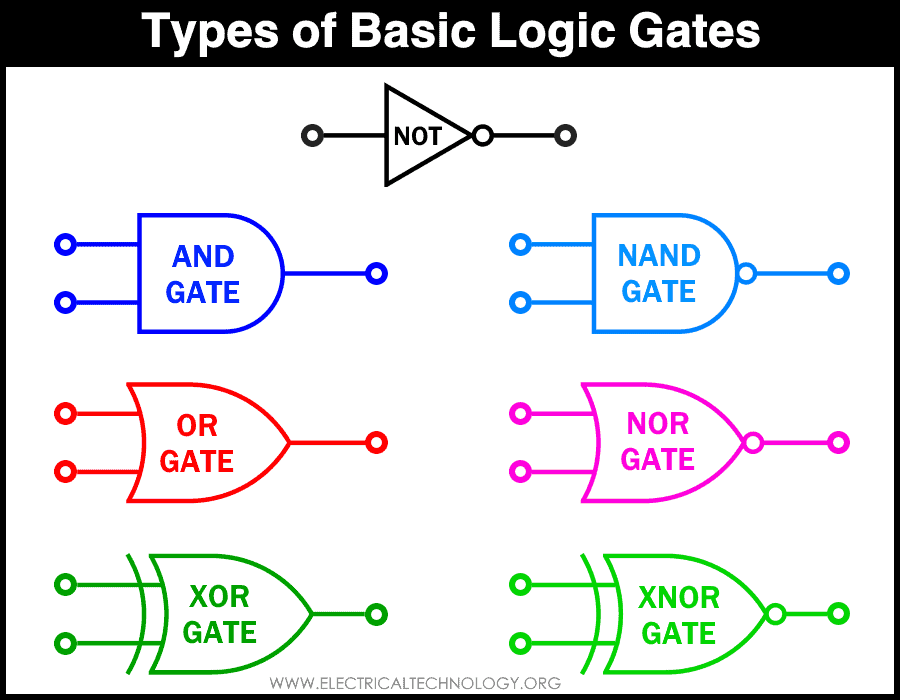 Types of Basic Logic Gates
NOT
AND
GATE
NAND
GATE
OR
GATE
NOR
GATE
XOR
GATE
XNOR
GATE
WWW.ELECTRICALTECHNOLOGY.ORG